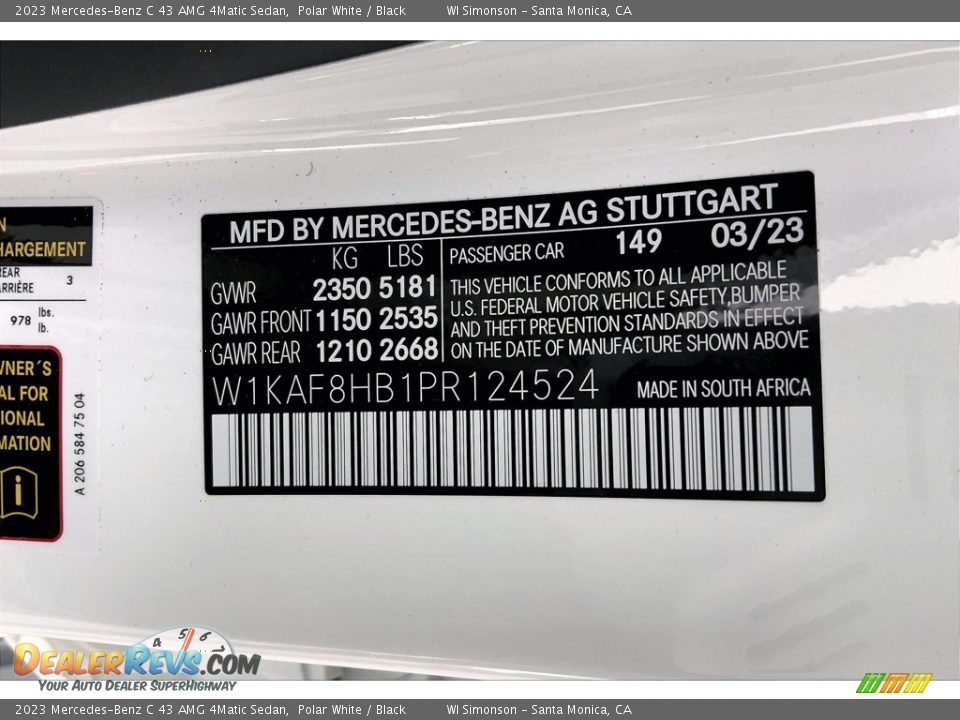 2023 Mercedes-Benz C 43 AMG 4Matic Sedan, Polar White / Black WI Simonson - Santa Monica, CA
MFD BY MERCEDES-BENZ AG STUTTGART
KG LBS
PASSENGER CAR 149 03/23
GVWR 2350 5181
GAWR FRONT 1150 2535
GAWR REAR 1210 2668
THIS VEHICLE CONFORMS TO ALL APPLICABLE
U.S. FEDERAL MOTOR VEHICLE SAFETY,BUMPER
AND THEFT PREVENTION STANDARDS IN EFFECT
ON THE DATE OF MANUFACTURE SHOWN ABOVE
W1KAF8HB1PR124524 MADE IN SOUTH AFRICA
N
HARGEMENT
REAR
ARRIÈRE 3
978 lbs.
lb.
WNER´S
AL FOR
IONAL
MATION
i
A 206 584 75 04
4 5 6
DEALERREVS.COM
YOUR AUTO DEALER SUPERHIGHWAY
2023 Mercedes-Benz C 43 AMG 4Matic Sedan, Polar White / Black WI Simonson - Santa Monica, CA